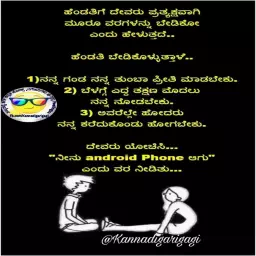 ಹೆಂಡತಿಗೆ ದೇವರು ಪ್ರತ್ಯಕ್ಷವಾಗಿ
ಮೂರೂ ವರಗಳನ್ನು ಬೇಡಿಕೋ
ಎಂದು ಹೇಳುತ್ತದೆ..
ಹೆಂಡತಿ ಬೇಡಿಕೊಳ್ಳುತ್ತಾಳೆ..
1)ನನ್ನ ಗಂಡ ನನ್ನ ತುಂಬಾ ಪ್ರೀತಿ ಮಾಡಬೇಕು.
2) ಬೆಳಗ್ಗೆ ಎದ್ದ ತಕ್ಷಣ ಮೊದಲು
ನನ್ನ ನೋಡಬೇಕು.
3) ಅವರೆಲ್ಲೇ ಹೋದರು
ನನ್ನ ಕರೆದುಕೊಂಡು ಹೋಗಬೇಕು.
ದೇವರು ಯೋಚಿಸಿ...
"ನೀನು android Phone ಆಗು"
ಎಂದು ವರ ನೀಡಿತು...
@Kannadigarigagi